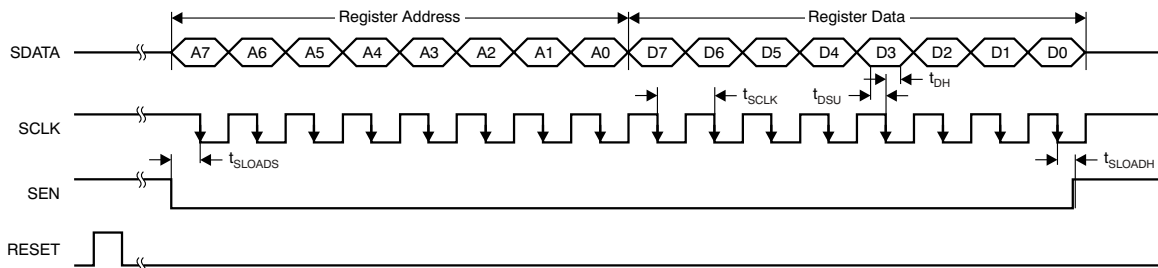 Register Address Register Data
SDATA A7 A6 A5 A4 A3 A2 A1 A0 D7 D6 D5 D4 D3 D2 D1 D0
tSCLK tDSU tDH
SCLK
tSLOADS tSLOADH
SEN
RESET